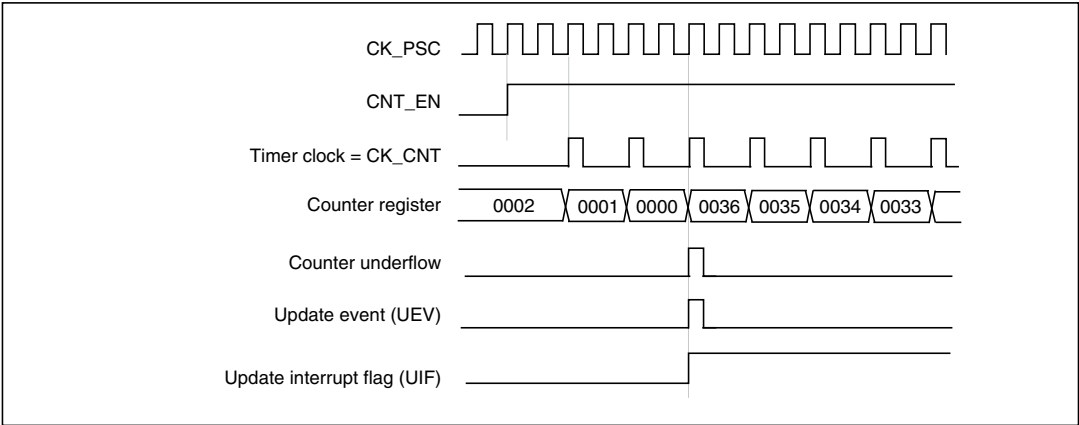 CK_PSC
CNT_EN
Timer clock = CK_CNT
Counter register 0002 0001 0000 0036 0035 0034 0033
Counter underflow
Update event (UEV)
Update interrupt flag (UIF)